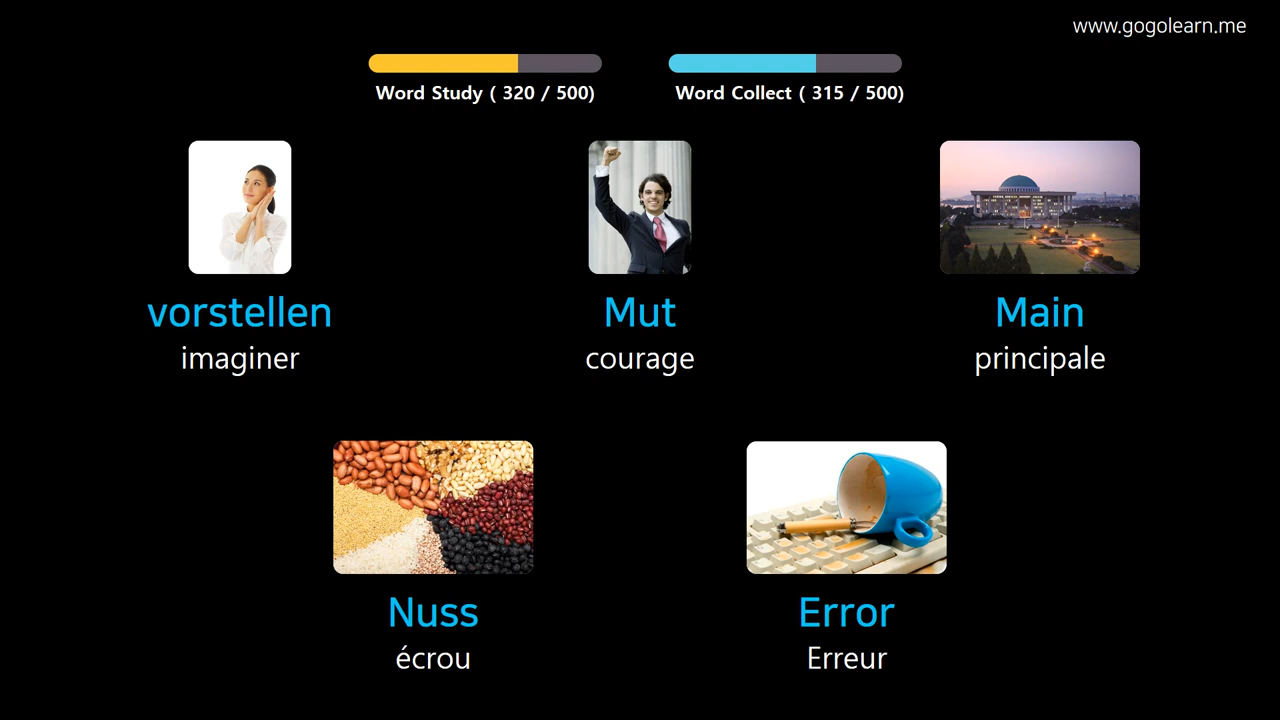 www.gogolearn.me
Word Study ( 320 / 500)
Word Collect ( 315 / 500)
vorstellen
imaginer
Mut
courage
Main
principale
Nuss
écrou
Error
Erreur